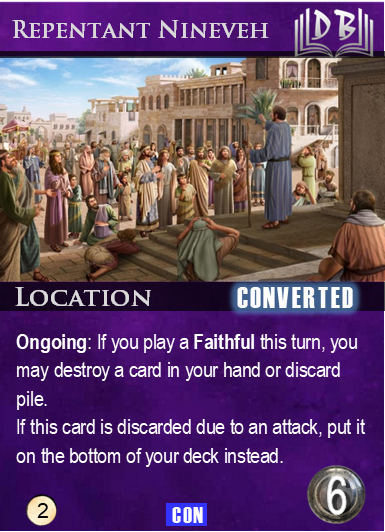 Repentant Nineveh
DB
Location
CONVERTED
Ongoing: If you play a Faithful this turn, you
may destroy a card in your hand or discard
pile.
If this card is discarded due to an attack, put it
on the bottom of your deck instead.
2
CON
6